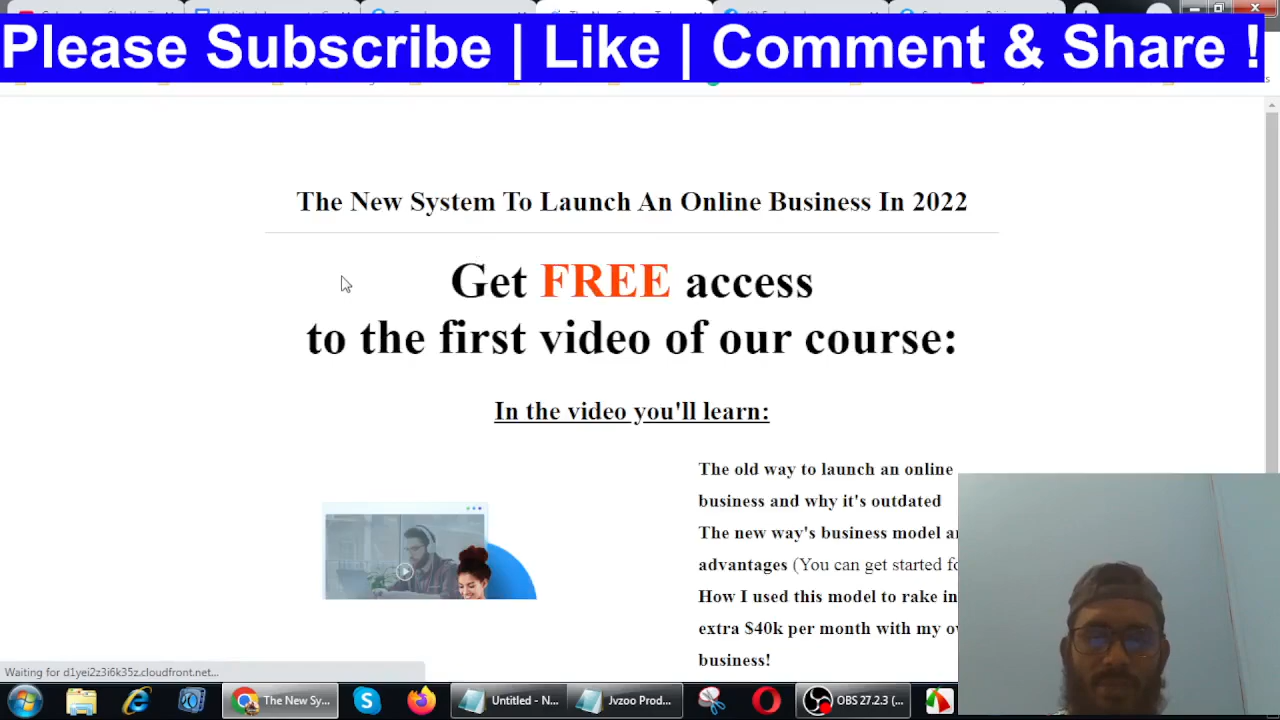 Please Subscribe | Like | Comment & Share !
The New System To Launch An Online Business In 2022
Get FREE access
to the first video of our course:
In the video you'll learn:
The old way to launch an online
business and why it's outdated
The new way's business model
advantages (You can get started
How I used this model to rake in
extra $40k per month with my
business!
Waiting for d1yei2z3i6k35z.cloudfront.net...
The New Sy...
Untitled - N...
Jvzoo Prod...
OBS 27.2.3 (...